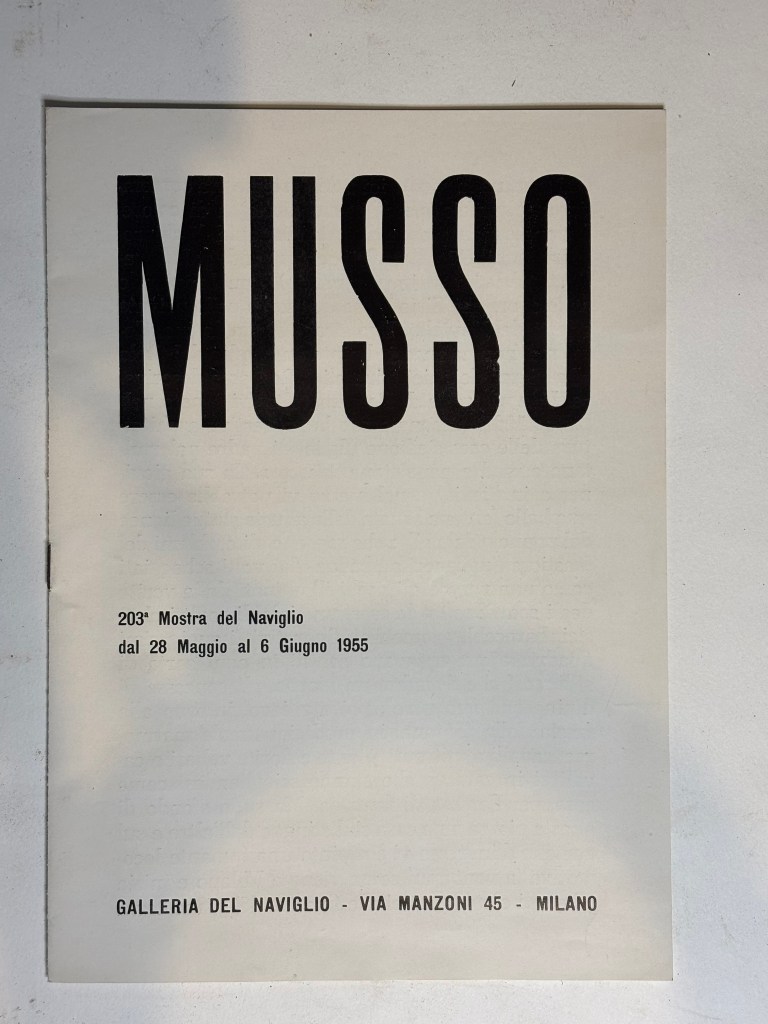 MUSSO
203ª Mostra del Naviglio
dal 28 Maggio al 6 Giugno 1955
GALLERIA DEL NAVIGLIO - VIA MANZONI 45 - MILANO